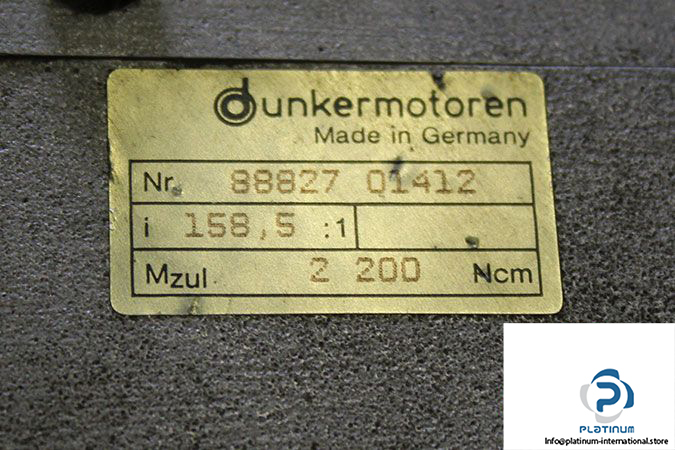 dunkermotoren
Made in Germany
Nr. 88827 01412
i 158,5 :1
Mzul 2 200 Ncm
PLATINUM
Info@platinum-international.store